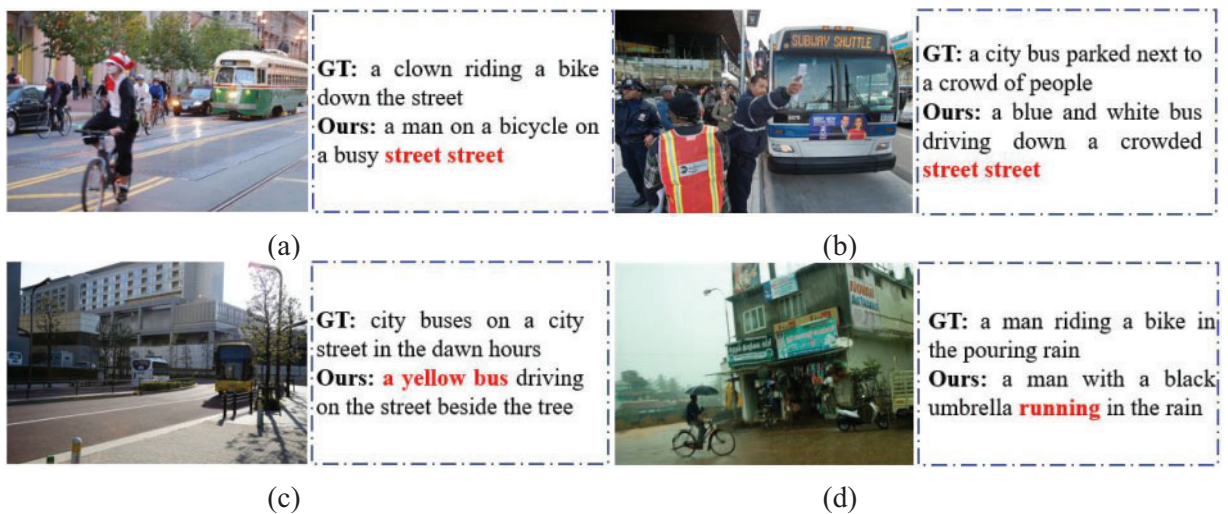 GT: a clown riding a bike
down the street
Ours: a man on a bicycle on
a busy street street
SUBWAY SHUTTLE
GT: a city bus parked next to
a crowd of people
Ours: a blue and white bus
driving down a crowded
street street
(a)
(b)
GT: city buses on a city
street in the dawn hours
Ours: a yellow bus driving
on the street beside the tree
GT: a man riding a bike in
the pouring rain
Ours: a man with a black
umbrella running in the rain
(c)
(d)